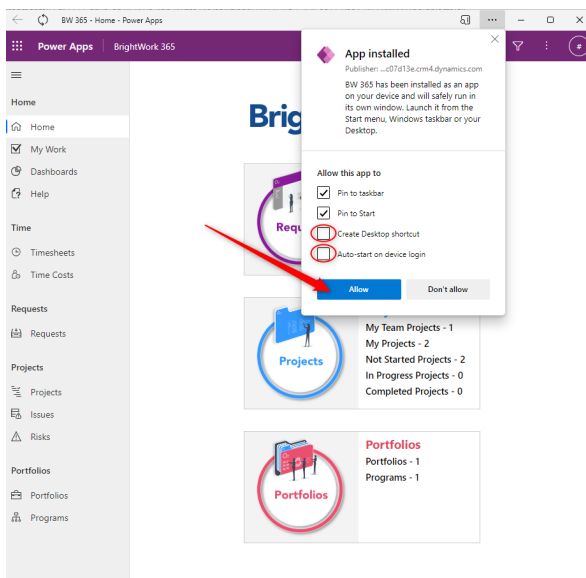 BW 365 - Home - Power Apps
Power Apps
BrightWork 365
Home
Home
My Work
Dashboards
Help
Time
Timesheets
Time Costs
Requests
Requests
Projects
Projects
Issues
Risks
Portfolios
Portfolios
Programs
Brig
Requ
App installed
Publisher: ...c07d13e.crm4.dynamics.com
BW 365 has been installed as an app
on your device and will safely run in
its own window. Launch it from the
Start menu, Windows taskbar or your
Desktop.
Allow this app to
Pin to taskbar
Pin to Start
Create Desktop shortcut
Auto-start on device login
Allow
Don't allow
Projects
My Team Projects - 1
My Projects - 2
Not Started Projects - 2
In Progress Projects - 0
Completed Projects - 0
Portfolios
Portfolios
Portfolios - 1
Programs - 1
#